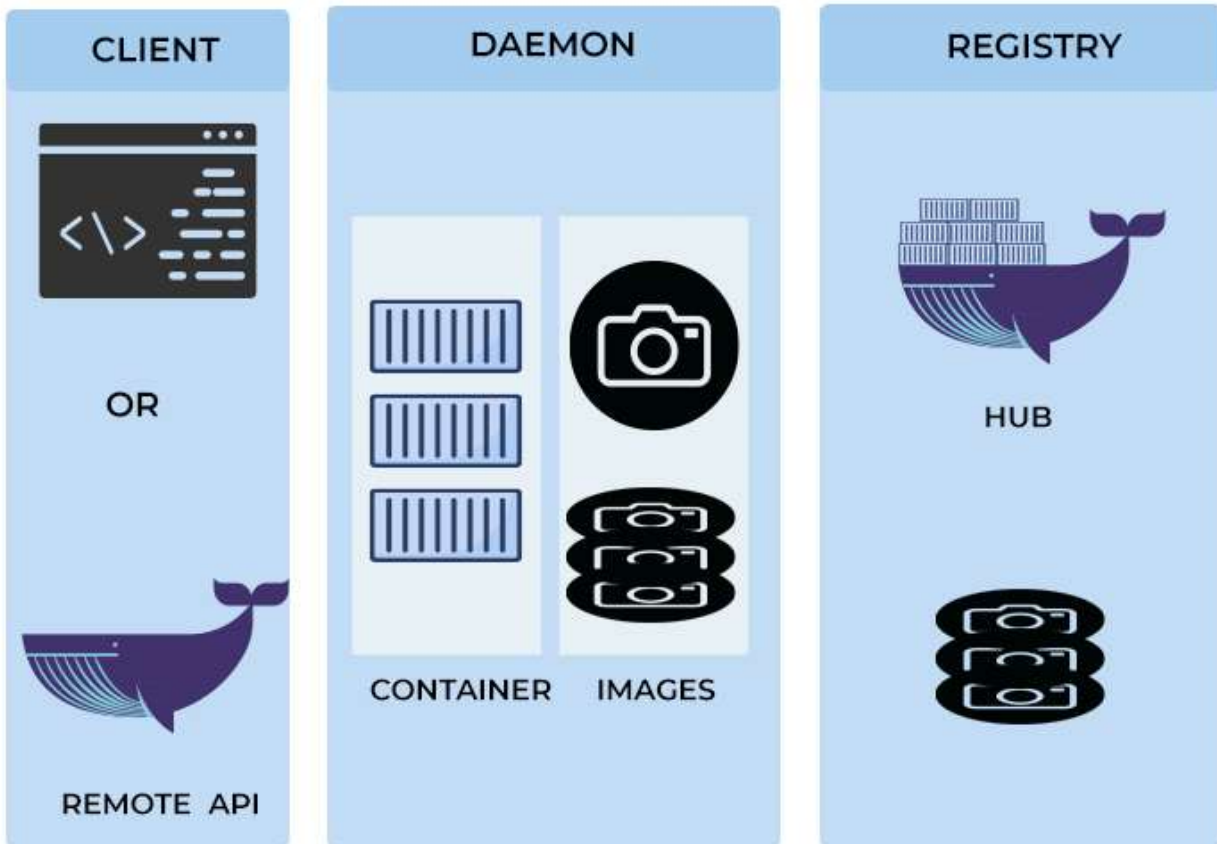 CLIENT
OR
REMOTE API
DAEMON
CONTAINER
IMAGES
REGISTRY
HUB